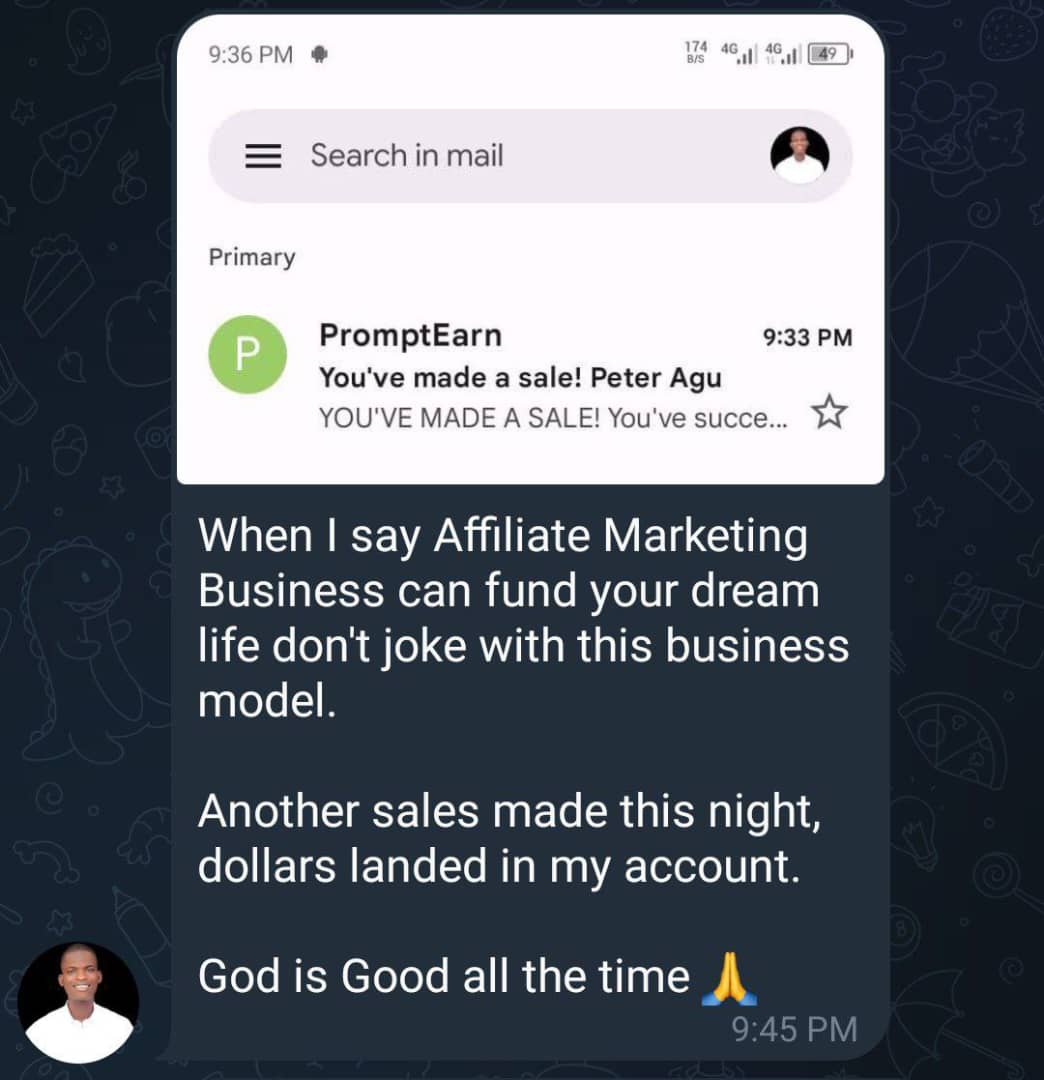 9:36 PM
174 B/S 4G 4G 49
Search in mail
Primary
P
PromptEarn 9:33 PM
You've made a sale! Peter Agu
YOU'VE MADE A SALE! You've succe...
When I say Affiliate Marketing
Business can fund your dream
life don't joke with this business
model.
Another sales made this night,
dollars landed in my account.
God is Good all the time 🙏
9:45 PM